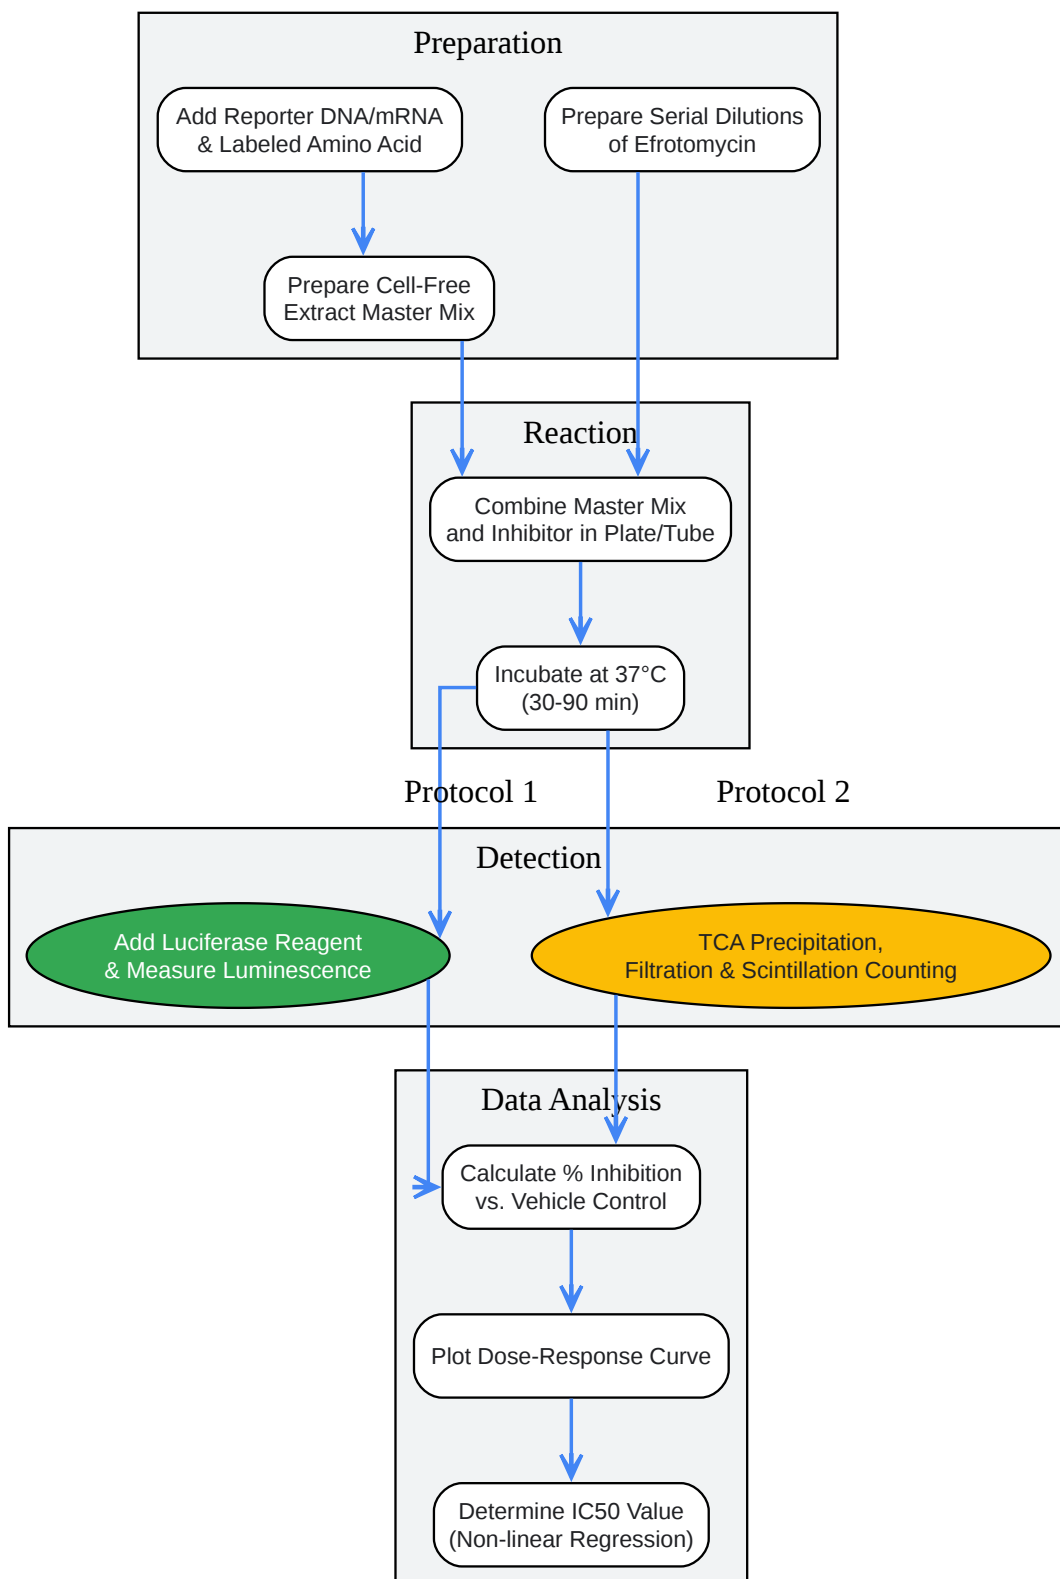 Preparation
Add Reporter DNA/mRNA
& Labeled Amino Acid
Prepare Serial Dilutions
of Efrotomycin
Prepare Cell-Free
Extract Master Mix
Reaction
Combine Master Mix
and Inhibitor in Plate/Tube
Incubate at 37°C
(30-90 min)
Protocol 1
Protocol 2
Detection
Add Luciferase Reagent
& Measure Luminescence
TCA Precipitation,
Filtration & Scintillation Counting
Data Analysis
Calculate % Inhibition
vs. Vehicle Control
Plot Dose-Response Curve
Determine IC50 Value
(Non-linear Regression)